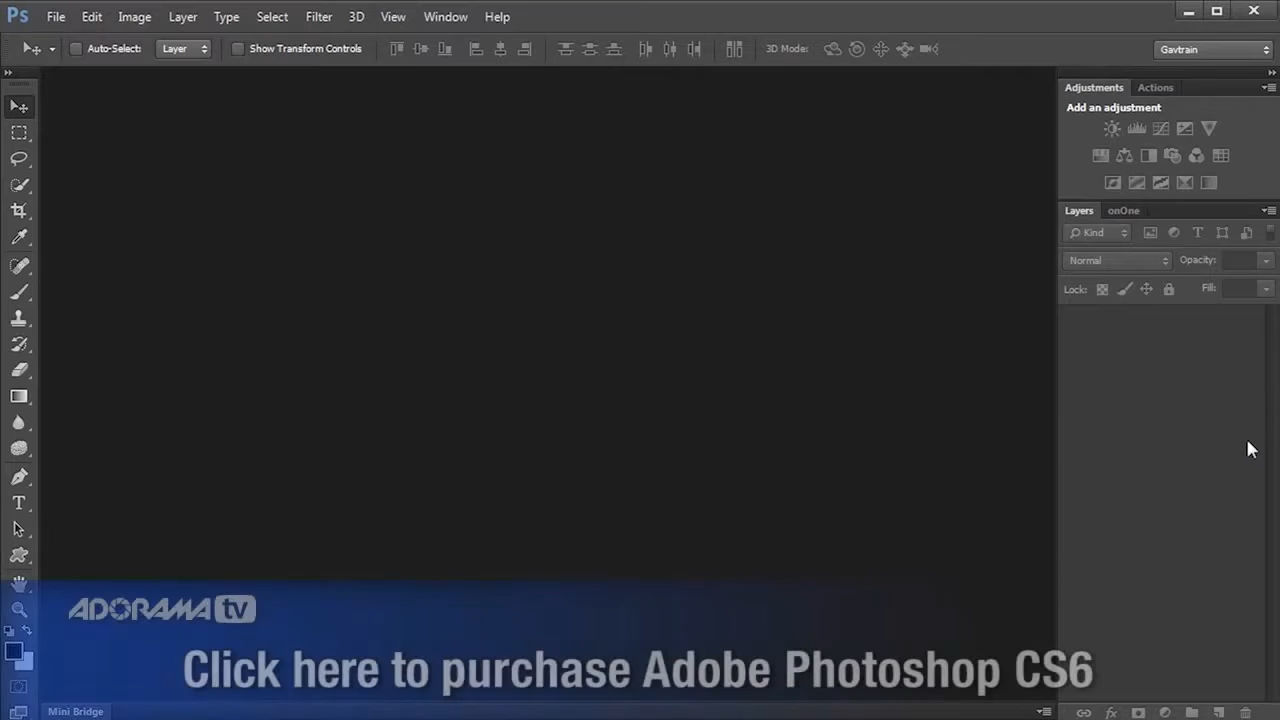 Ps File Edit Image Layer Type Select Filter 3D View Window Help
Auto-Select: Layer Show Transform Controls 3D Mode: Gavtrain
Adjustments Actions
Add an adjustment
Layers onOne
Kind T
Normal Opacity:
Lock: Fill:
T
ADORAMA tv
Click here to purchase Adobe Photoshop CS6
Mini Bridge fx